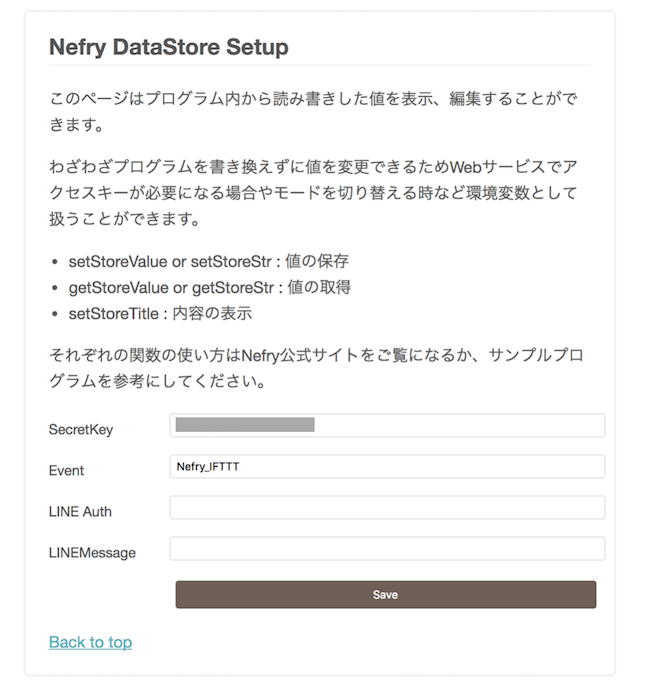 Nefry DataStore Setup
このページはプログラム内から読み書きした値を表示、編集することがで
きます。
わざわざプログラムを書き換えずに値を変更できるためWebサービスでア
クセスキーが必要になる場合やモードを切り替える時など環境変数として
扱うことができます。
• setStoreValue or setStoreStr : 値の保存
• getStoreValue or getStoreStr : 値の取得
• setStoreTitle : 内容の表示
それぞれの関数の使い方はNefry公式サイトをご覧になるか、サンプルプロ
グラムを参考にしてください。
SecretKey
Event Nefry_IFTTT
LINE Auth
LINEMessage
Save
Back to top